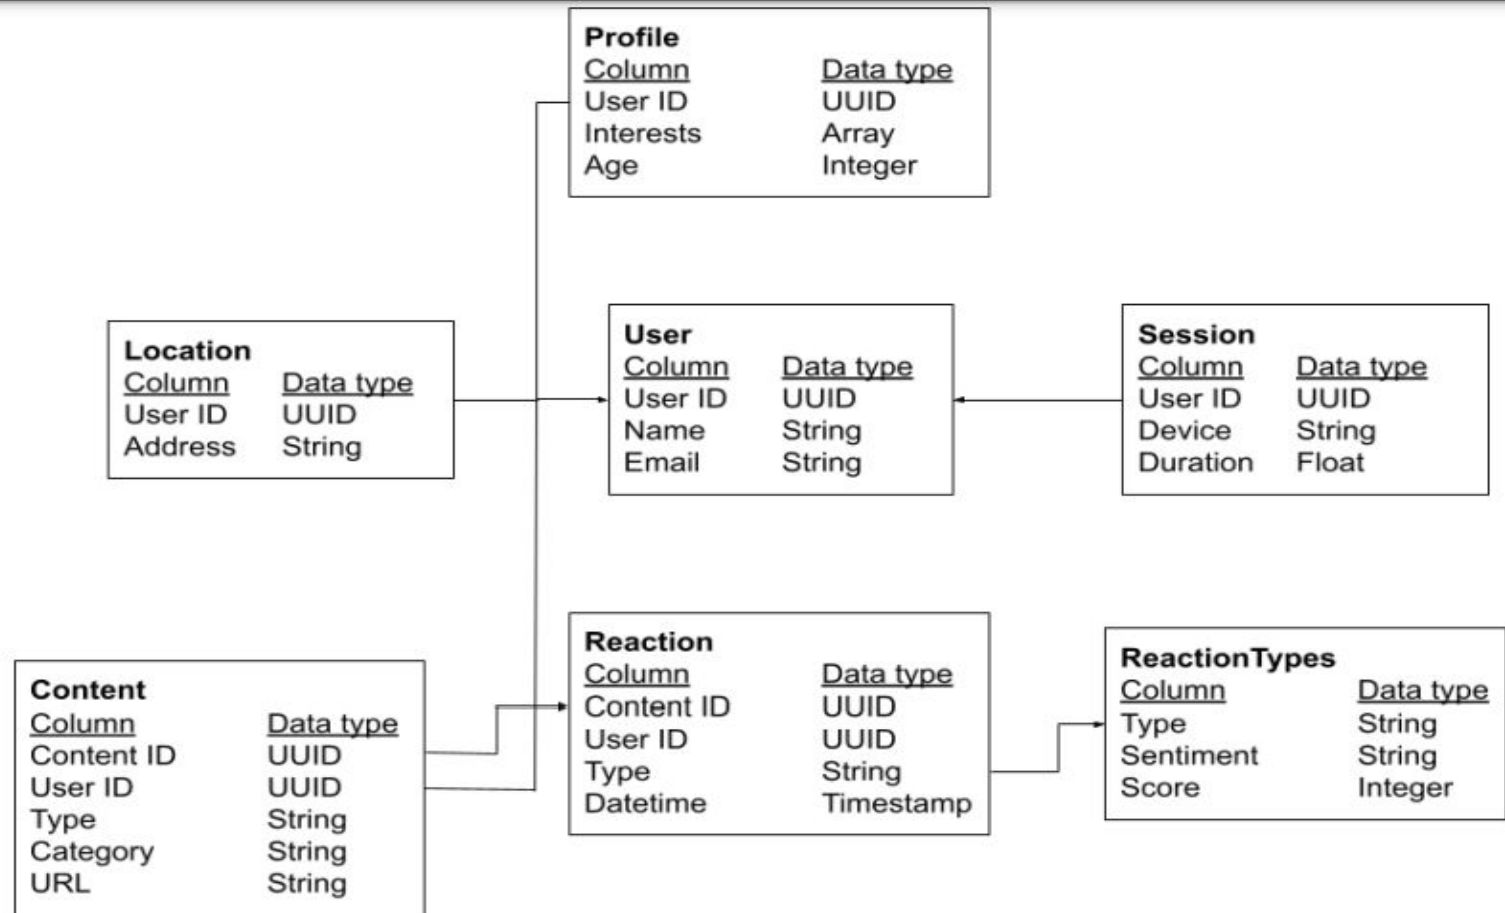 Profile
Column Data type
User ID UUID
Interests Array
Age Integer
Location
Column Data type
User ID UUID
Address String
User
Column Data type
User ID UUID
Name String
Email String
Session
Column Data type
User ID UUID
Device String
Duration Float
Content
Column Data type
Content ID UUID
User ID UUID
Type String
Category String
URL String
Reaction
Column Data type
Content ID UUID
User ID UUID
Type String
Datetime Timestamp
ReactionTypes
Column Data type
Type String
Sentiment String
Score Integer